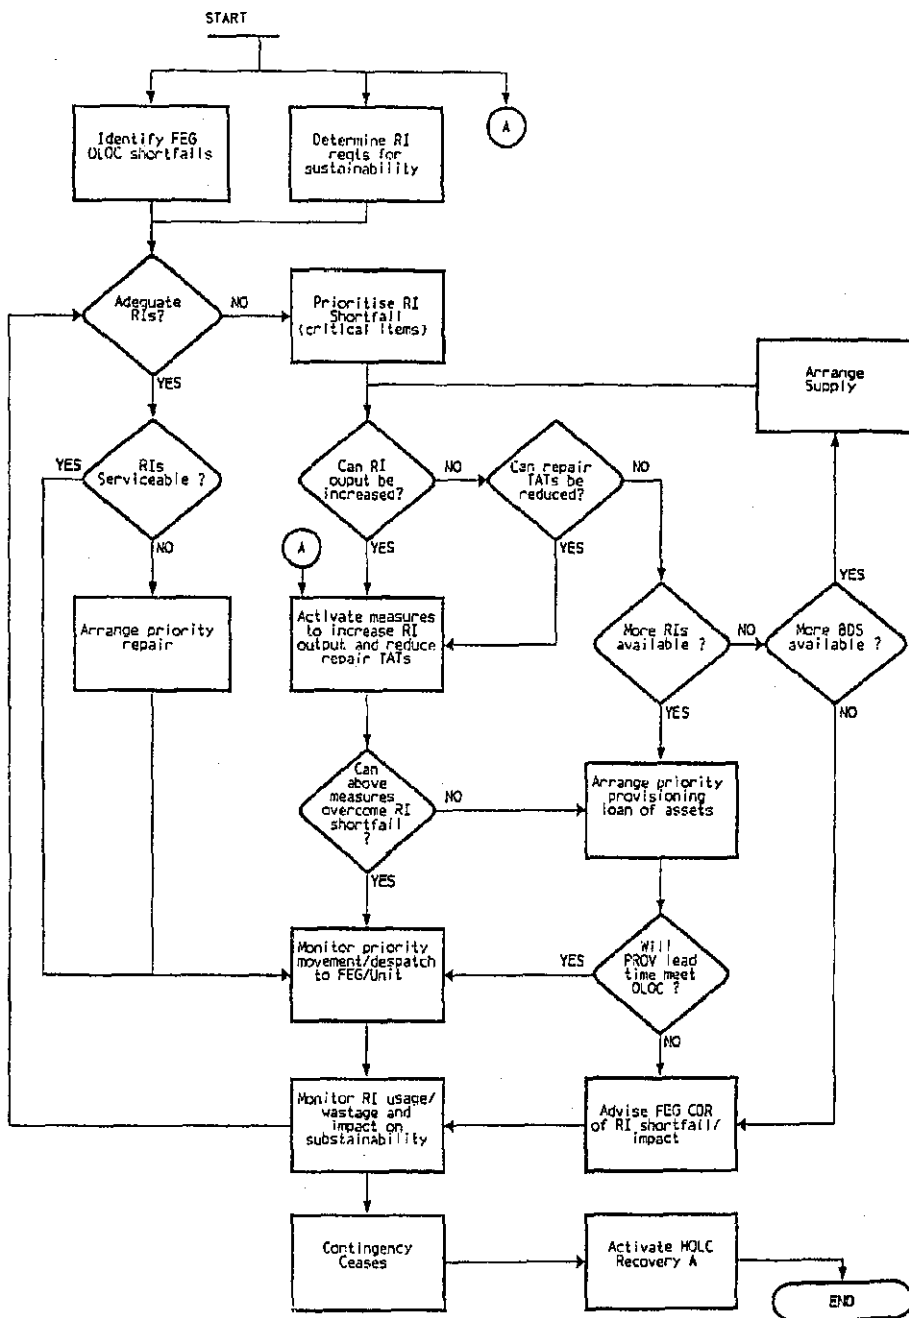 START
Identify FEG
OLOC shortfalls
Determine RI
reqts for
sustainability
A
Adequate
RIs?
NO
YES
Prioritise RI
Shortfall
(critical items)
Arrange
Supply
YES
RIs
Serviceable ?
NO
Can RI
ouput be
increased?
NO
YES
Can repair
TATs be
reduced?
NO
YES
A
Arrange priority
repair
Activate measures
to increase RI
output and reduce
repair TATs
More RIs
available ?
NO
YES
More BDS
available ?
YES
NO
Can
above
measures
overcome RI
shortfall
?
NO
YES
Arrange priority
provisioning
loan of assets
Monitor priority
movement/despatch
to FEG/Unit
YES
Will
PROV lead
time meet
OLOC ?
NO
Monitor RI usage/
wastage and
impact on
substainability
Advise FEG CDR
of RI shortfall/
impact
Contingency
Ceases
Activate HOLC
Recovery A
END